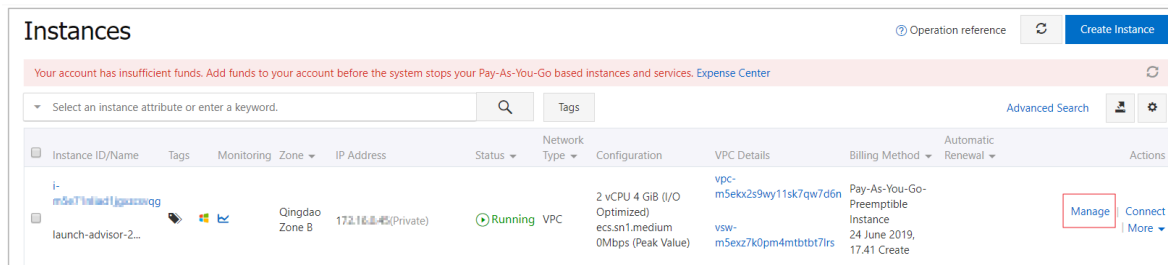 Instances
Operation reference
Create Instance
Your account has insufficient funds. Add funds to your account before the system stops your Pay-As-You-Go based instances and services. Expense Center
Select an instance attribute or enter a keyword.
Tags
Advanced Search
Instance ID/Name Tags Monitoring Zone IP Address Status Network Type Configuration VPC Details Billing Method Automatic Renewal Actions
i-
launch-advisor-2...
Qingdao
Zone B
(Private)
Running
VPC
2 vCPU 4 GiB (I/O
Optimized)
ecs.sn1.medium
0Mbps (Peak Value)
vpc-
m5ekx2s9wy11sk7qw7d6n
vsw-
m5exz7k0pm4mtbtbt7lrs
Pay-As-You-Go-
Preemptible
Instance
24 June 2019,
17.41 Create
Manage | Connect
| More